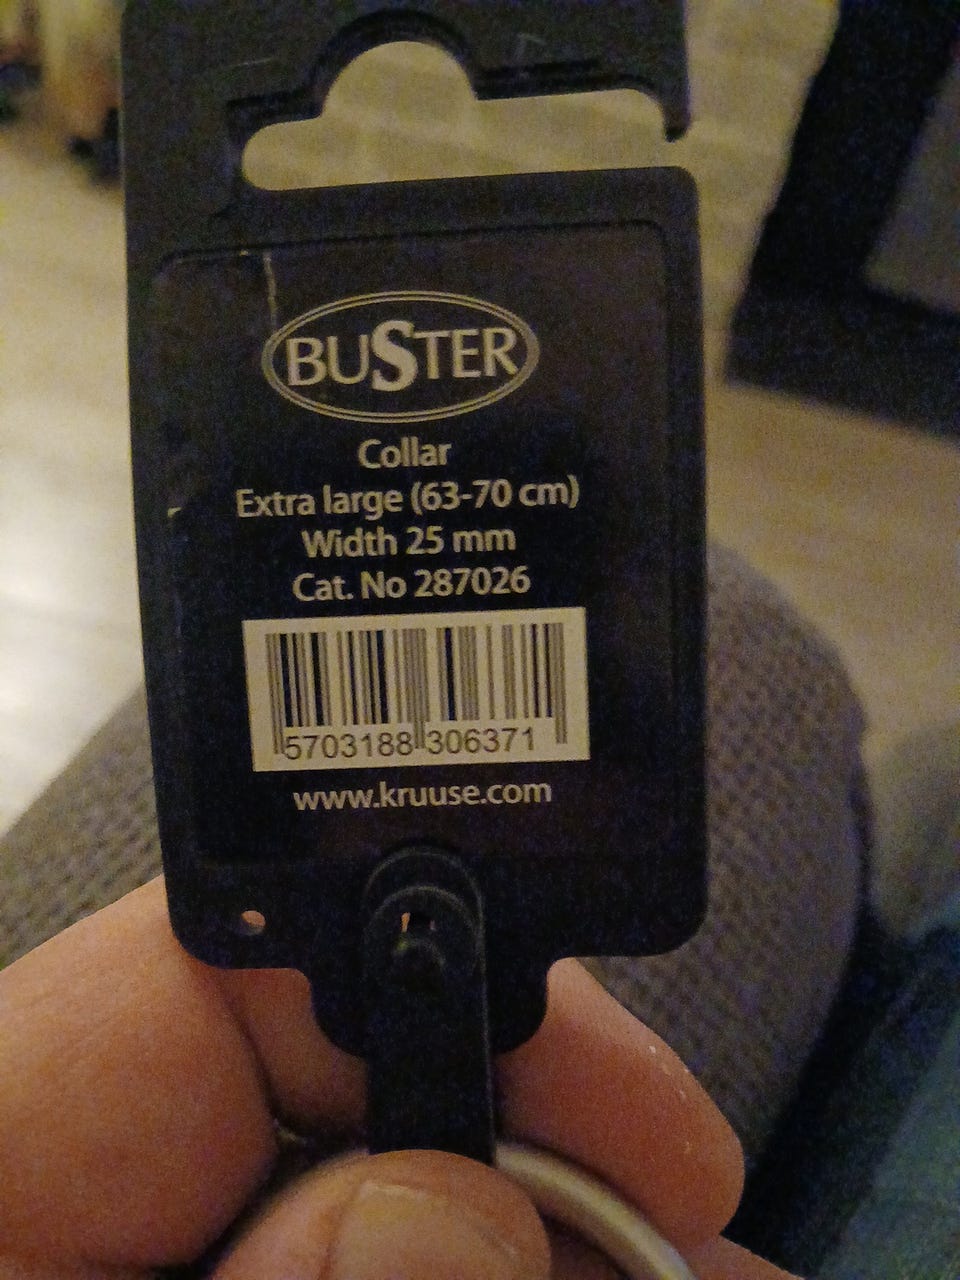 BUSTER
Collar
Extra large (63-70 cm)
Width 25 mm
Cat. No 287026
5703188 306371
www.kruuse.com